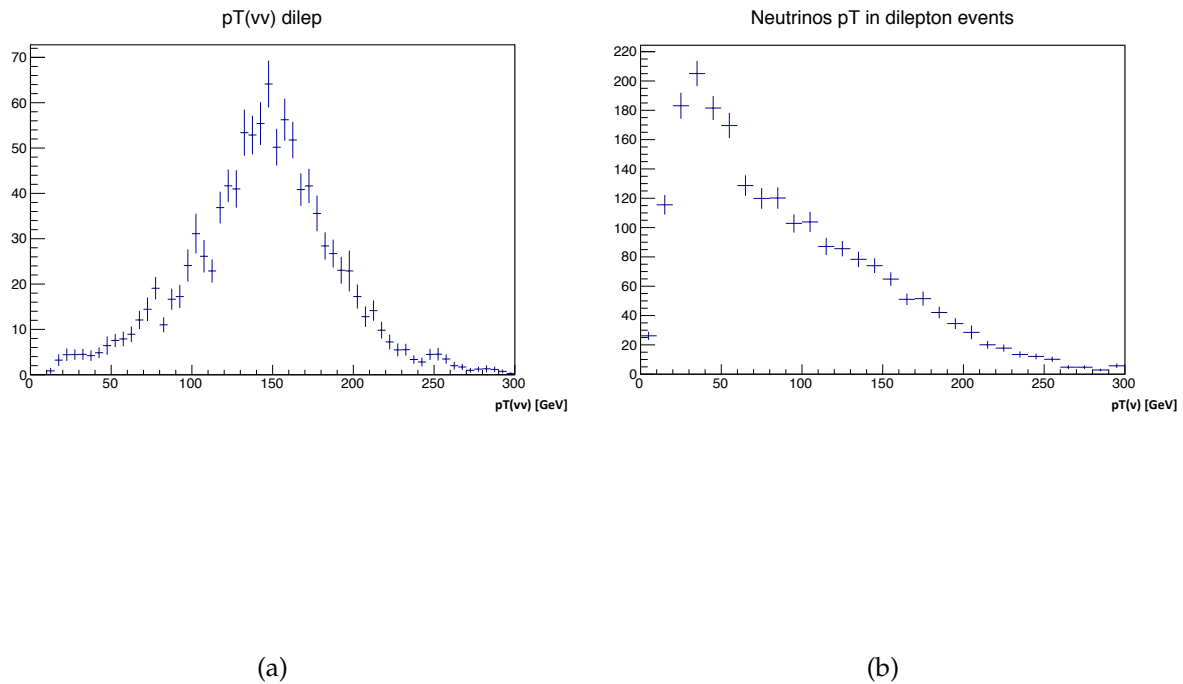 pT(vv) dilep
70
60
50
40
30
20
10
0
0 50 100 150 200 250 300
pT(vv) [GeV]
(a)
Neutrinos pT in dilepton events
220
200
180
160
140
120
100
80
60
40
20
0
0 50 100 150 200 250 300
pT(v) [GeV]
(b)